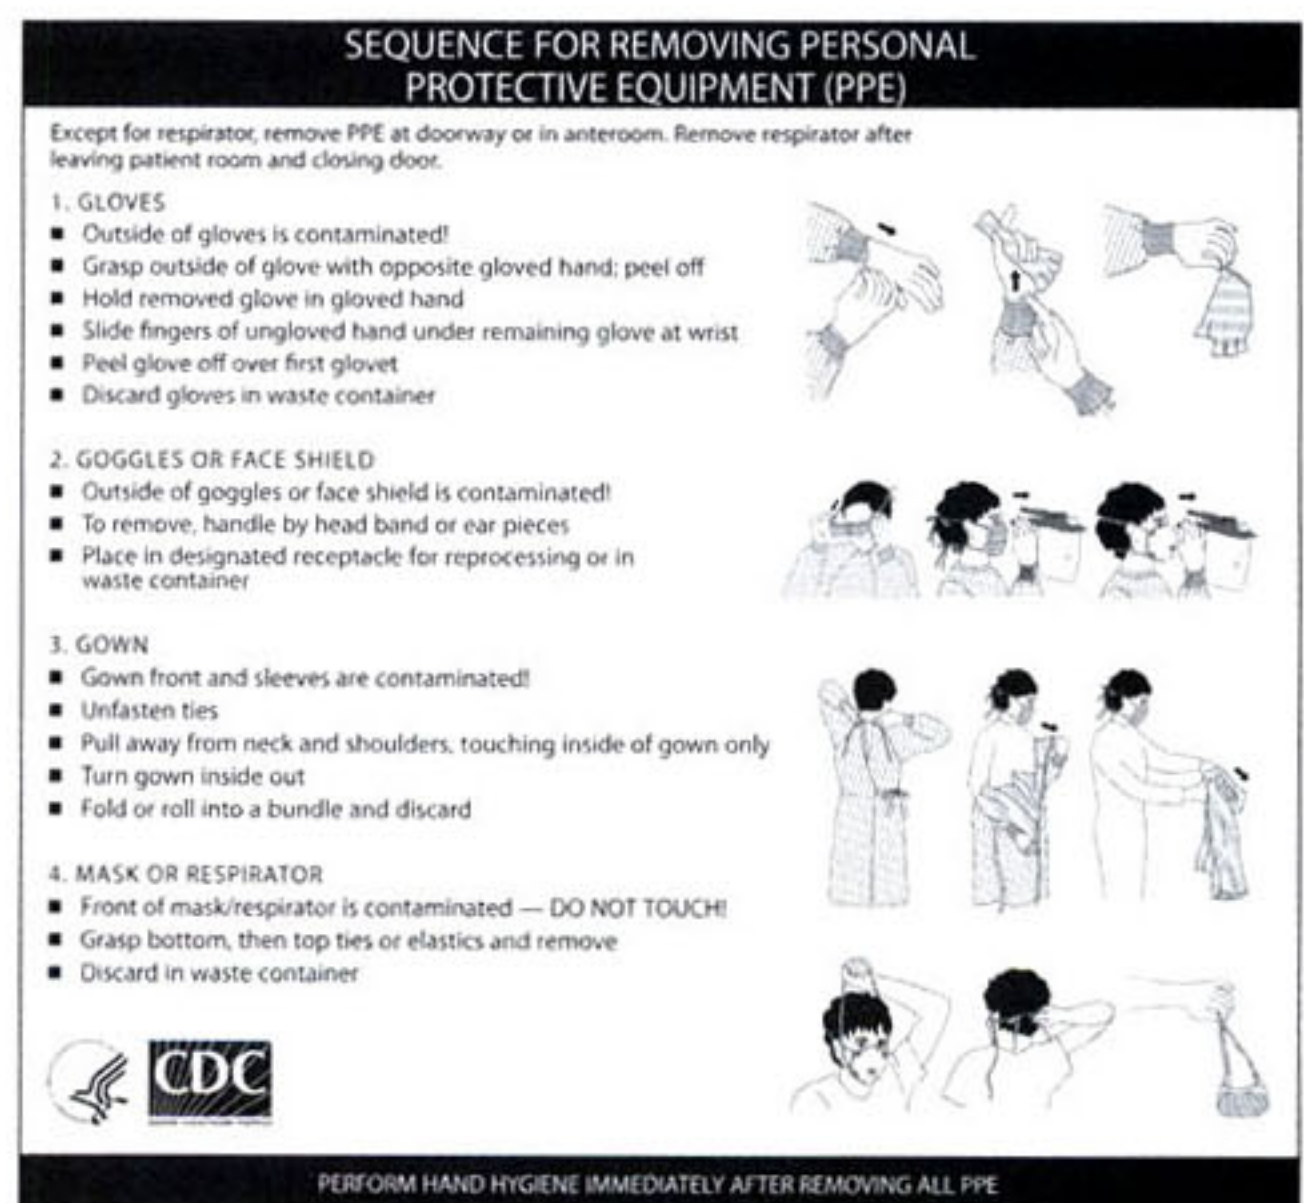 SEQUENCE FOR REMOVING PERSONAL
PROTECTIVE EQUIPMENT (PPE)
Except for respirator, remove PPE at doorway or in anteroom. Remove respirator after
leaving patient room and closing door.
1. GLOVES
■ Outside of gloves is contaminated!
■ Grasp outside of glove with opposite gloved hand; peel off
■ Hold removed glove in gloved hand
■ Slide fingers of ungloved hand under remaining glove at wrist
■ Peel glove off over first glovet
■ Discard gloves in waste container
2. GOGGLES OR FACE SHIELD
■ Outside of goggles or face shield is contaminated!
■ To remove, handle by head band or ear pieces
■ Place in designated receptacle for reprocessing or in
waste container
3. GOWN
■ Gown front and sleeves are contaminated!
■ Unfasten ties
■ Pull away from neck and shoulders, touching inside of gown only
■ Turn gown inside out
■ Fold or roll into a bundle and discard
4. MASK OR RESPIRATOR
■ Front of mask/respirator is contaminated — DO NOT TOUCH!
■ Grasp bottom, then top ties or elastics and remove
■ Discard in waste container
CDC
PERFORM HAND HYGIENE IMMEDIATELY AFTER REMOVING ALL PPE